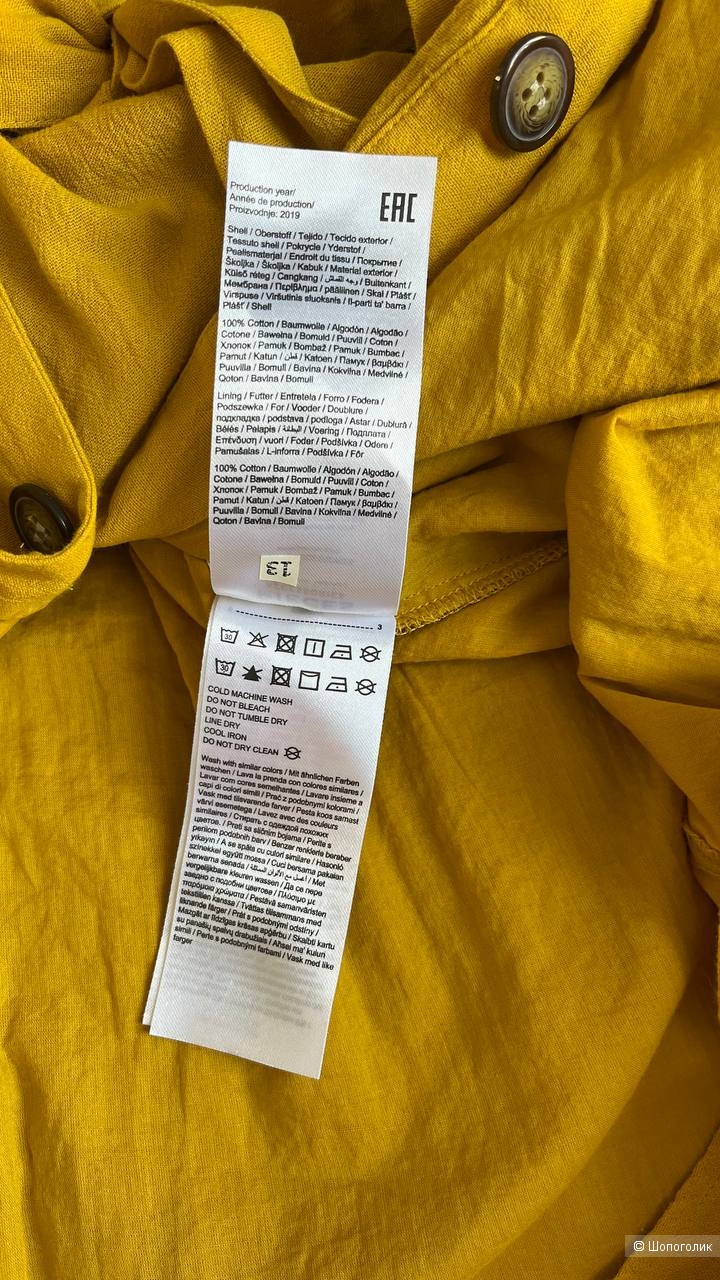 Production year/
Année de production/
Proizvodnje: 2019
EAC
Shell / Oberstoff / Tejido / Tecido exterior /
Tessuto shell / Pokrycie / Yderstof /
Pealismaterjal / Endroit du tissu / Покрытие /
Školjka / Školjka / Kabuk / Material exterior /
Külső réteg / Cangkang / وجه القماش / Buitenkant /
Мембрана / Περίβλημα / päällinen / Skal / Plášť /
Virspuse / Viršutinis sluoksnis / Il-parti ta' barra /
Plášť / Shell
100% Cotton / Baumwolle / Algodón / Algodão /
Cotone / Bawełna / Bomuld / Puuvill / Coton /
Хлопок / Pamuk / Bombaž / Pamuk / Bumbac /
Pamut / Katun / قطن / Katoen / Памук / βαμβάκι /
Puuvilla / Bomull / Bavlna / Kokvilna / Medvilnė /
Qoton / Bavlna / Bomull
Lining / Futter / Entretela / Forro / Fodera /
Podszewka / For / Vooder / Doublure /
подкладка / podstava / podloga / Astar / Dublură /
Bélés / Pelapis / البطانة / Voering / Подплата /
Επένδυση / vuori / Foder / Podšívka / Odere /
Pamušalas / L-inforra / Podšívka / Fôr
100% Cotton / Baumwolle / Algodón / Algodão /
Cotone / Bawełna / Bomuld / Puuvill / Coton /
Хлопок / Pamuk / Bombaž / Pamuk / Bumbac /
Pamut / Katun / قطن / Katoen / Памук / βαμβάκι /
Puuvilla / Bomull / Bavlna / Kokvilna / Medvilnė /
Qoton / Bavlna / Bomull
13
3
30
30
COLD MACHINE WASH
DO NOT BLEACH
DO NOT TUMBLE DRY
LINE DRY
COOL IRON
DO NOT DRY CLEAN
Wash with similar colors / Mit ähnlichen Farben
waschen / Lava la prenda con colores similares /
Lavar com cores semelhantes / Lavare insieme a
capi di colori simili / Prać z podobnymi kolorami /
Vask med tilsvarende farver / Pesta koos samast
värvi esemetega / Lavez avec des couleurs
similaires / Стирать с одеждой похожих
цветов. / Prati sa sličnim bojama / Perite s
perilom podobnih barv / Benzer renklerle beraber
yıkayın / A se spăla cu culori similare / Hasonló
színekkel együtt mossa / Cuci bersama pakaian
berwarna senada / اغسل مع الألوان المماثلة / Met
vergelijkbare kleuren wassen / Да се пере
заедно с подобни цветове / Πλύσιμο με
παρόμοια χρώματα / Pestävä samanväristen
tekstiilien kanssa / Tvättas tillsammans med
liknande färger / Prát s podobnými odstíny /
Mazgāt ar līdzīgas krāsas apģērbu / Skalbti kartu
su panašių spalvų drabužiais / Aħsel ma' kuluri
simili / Perte s podobnými farbami / Vask med like
farger
© Шопоголик